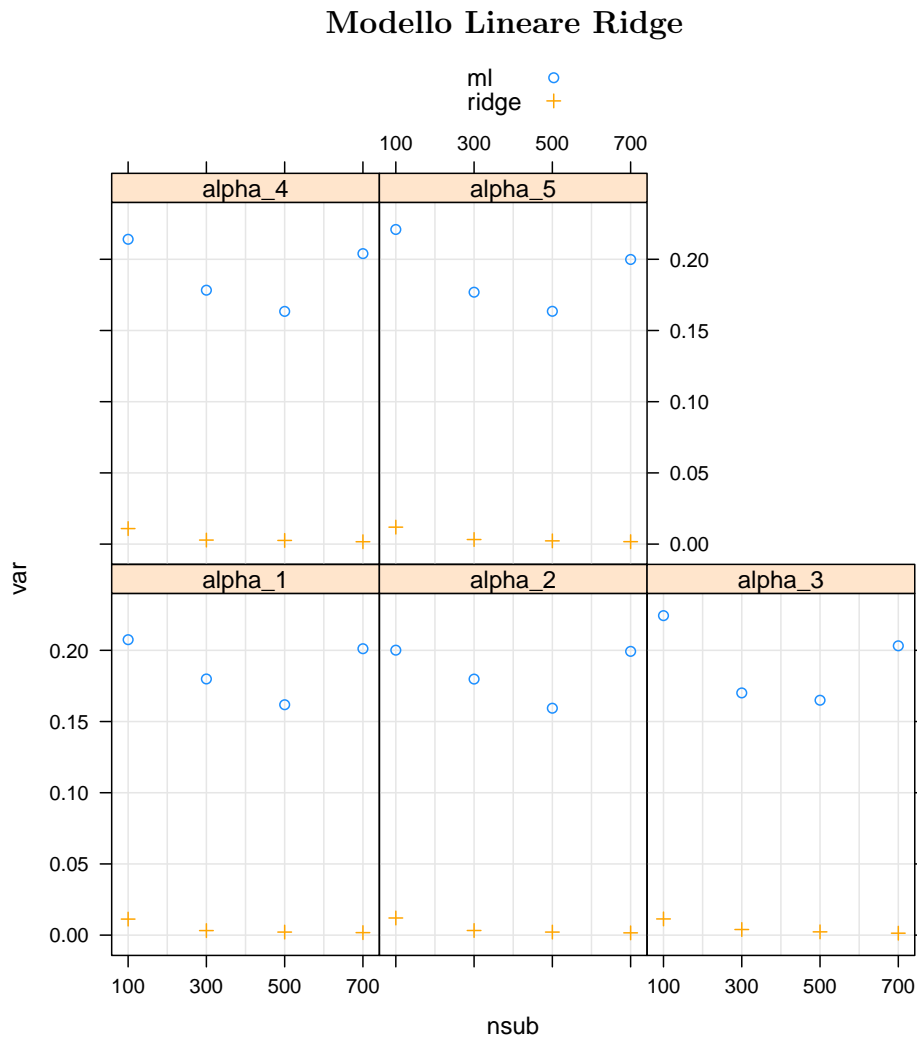 Modello Lineare Ridge
ml
ridge
100 300 500 700
alpha_4 alpha_5
0.20
0.15
0.10
0.05
0.00
alpha_1 alpha_2 alpha_3
var
0.20
0.15
0.10
0.05
0.00
100 300 500 700 100 300 500 700
nsub